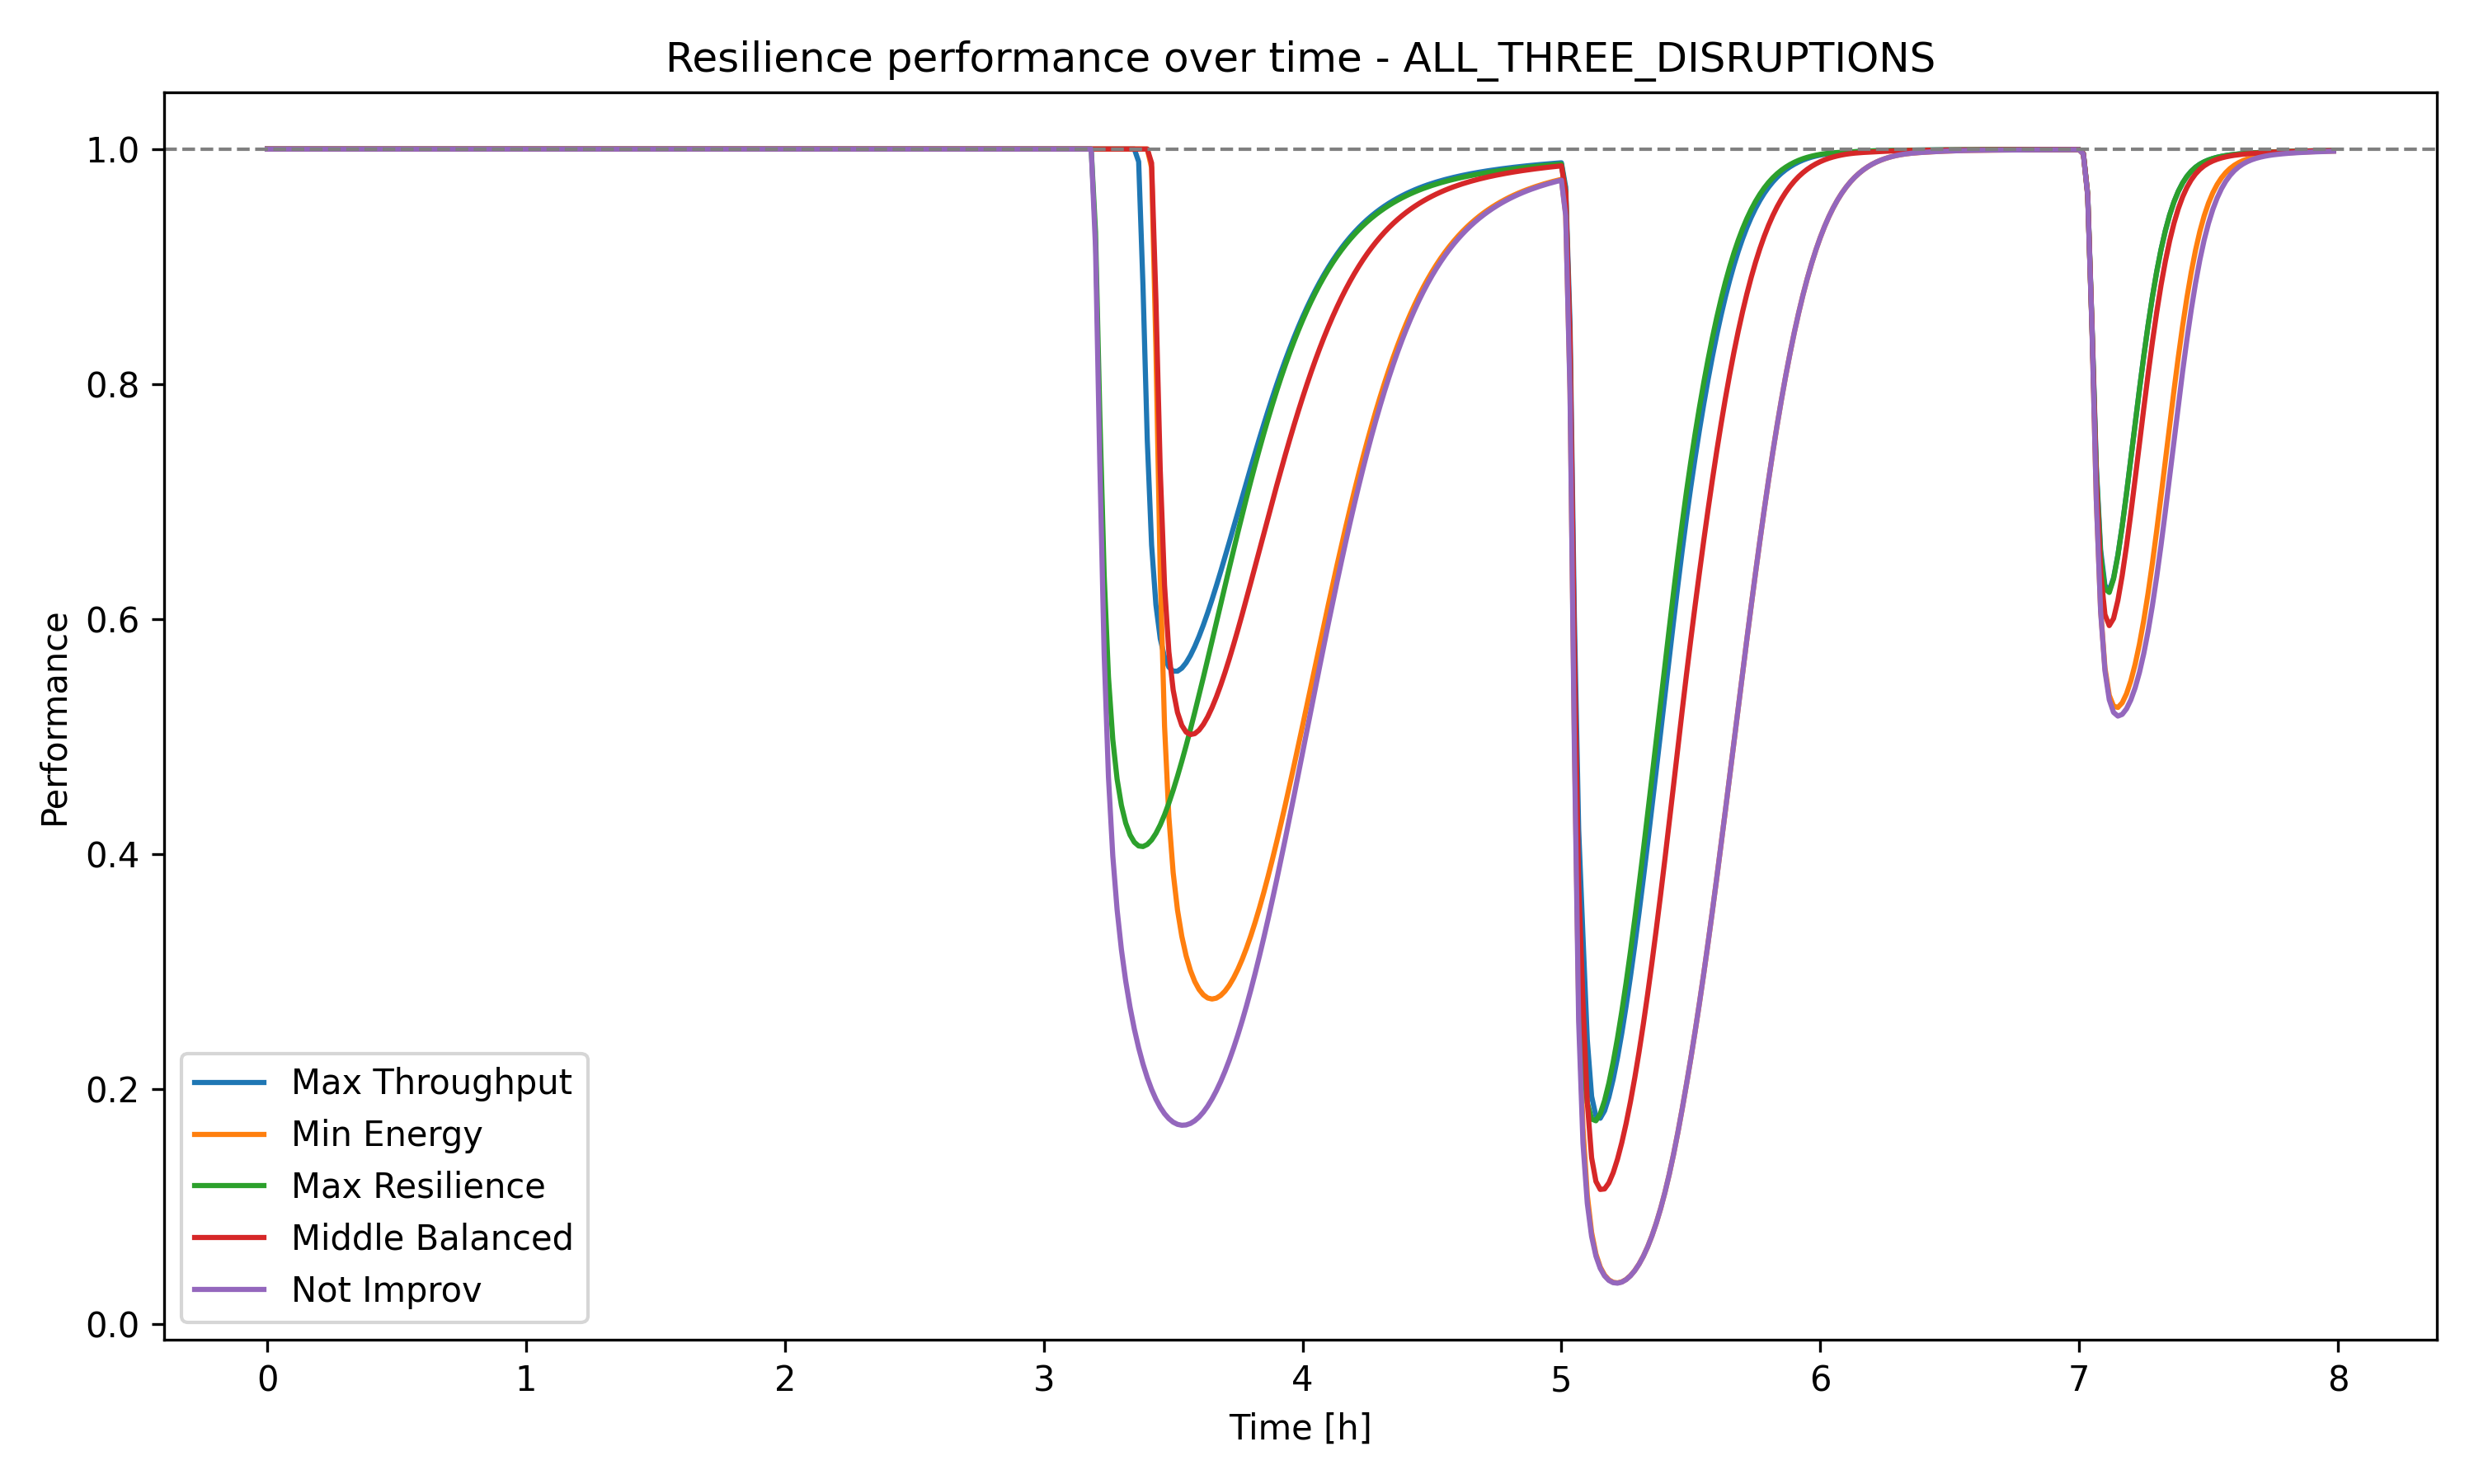 Resilience performance over time - ALL_THREE_DISRUPTIONS
Performance
1.0
0.8
0.6
0.4
0.2
0.0
Max Throughput
Min Energy
Max Resilience
Middle Balanced
Not Improv
0 1 2 3 4 5 6 7 8
Time [h]